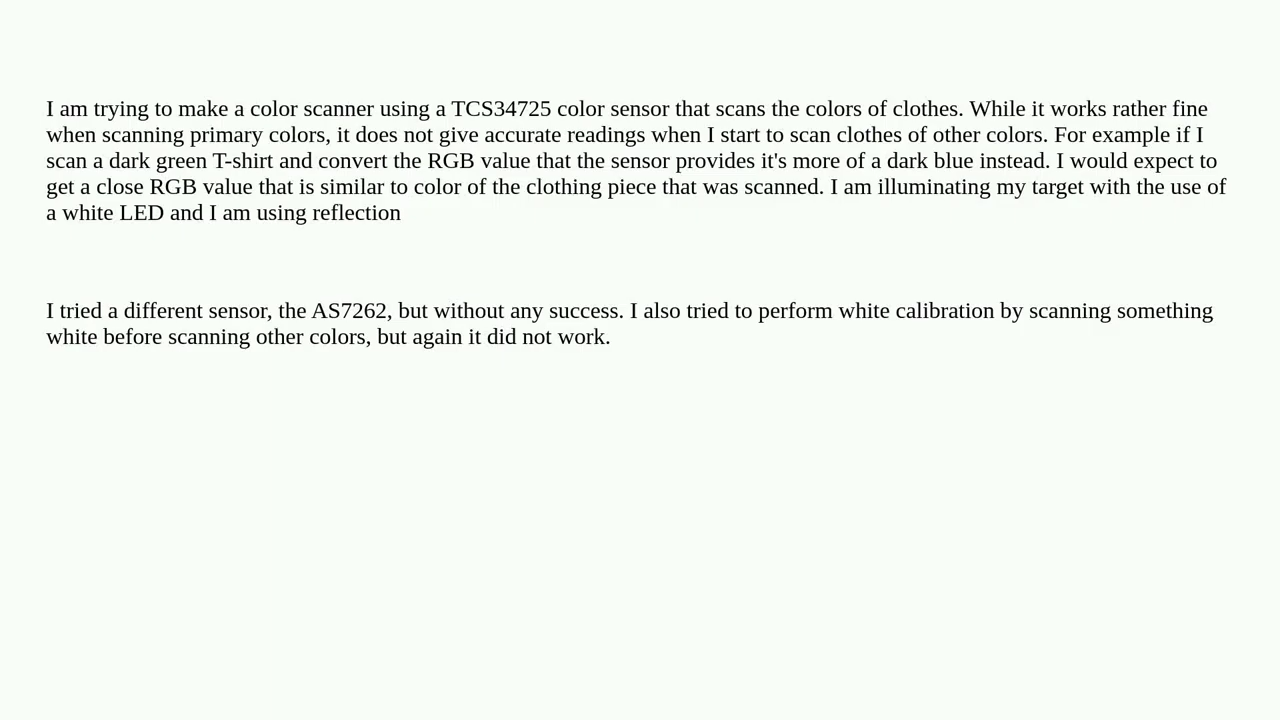 I am trying to make a color scanner using a TCS34725 color sensor that scans the colors of clothes. While it works rather fine
when scanning primary colors, it does not give accurate readings when I start to scan clothes of other colors. For example if I
scan a dark green T-shirt and convert the RGB value that the sensor provides it's more of a dark blue instead. I would expect to
get a close RGB value that is similar to color of the clothing piece that was scanned. I am illuminating my target with the use of
a white LED and I am using reflection
I tried a different sensor, the AS7262, but without any success. I also tried to perform white calibration by scanning something
white before scanning other colors, but again it did not work.